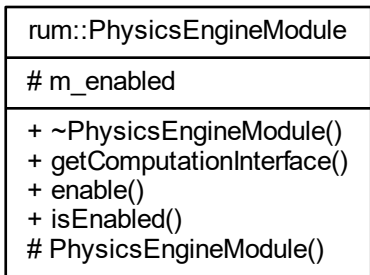 rum::PhysicsEngineModule
# m_enabled
+ ~PhysicsEngineModule()
+ getComputationInterface()
+ enable()
+ isEnabled()
# PhysicsEngineModule()